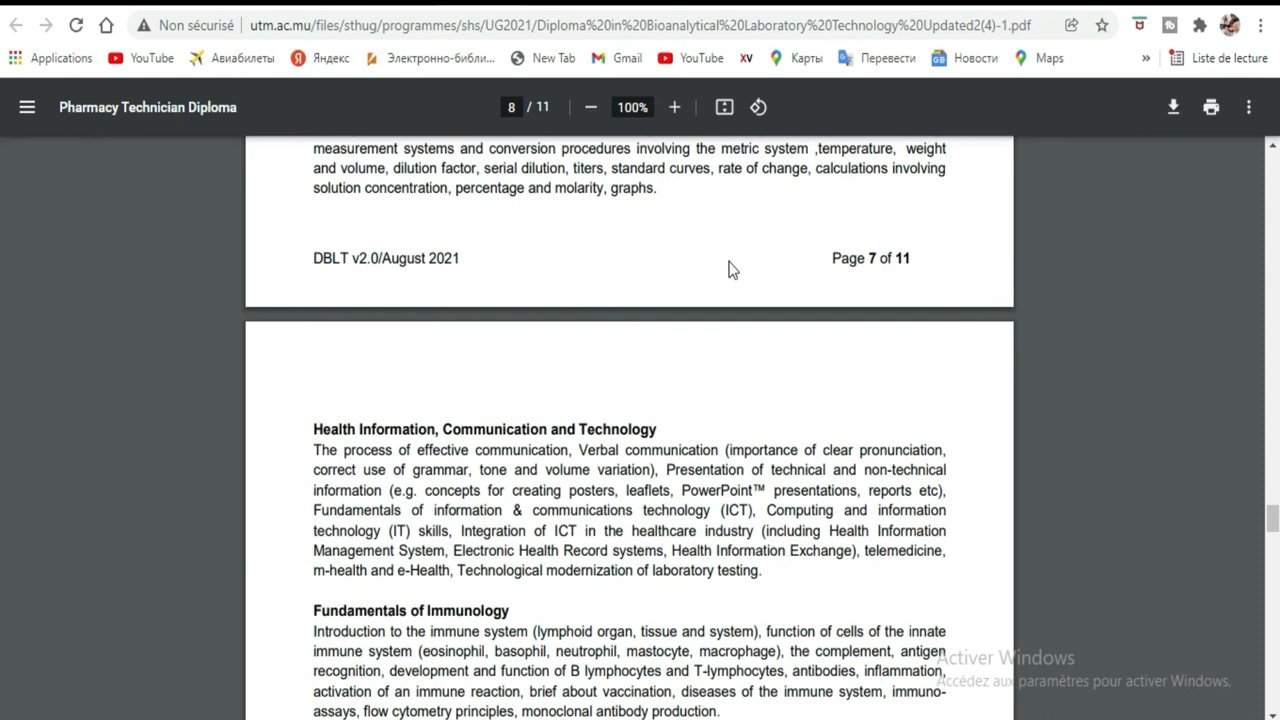 Non sécurisé utm.ac.mu/files/sthug/programmes/shs/UG2021/Diploma%20in%20Bioanalytical%20Laboratory%20Technology%20Updated2(4)-1.pdf
Applications YouTube Авиабилеты Яндекс Электронно-библи... New Tab Gmail YouTube XV Карты Перевести Новости Maps » Liste de lecture
Pharmacy Technician Diploma 8 / 11 100%
measurement systems and conversion procedures involving the metric system ,temperature, weight
and volume, dilution factor, serial dilution, titers, standard curves, rate of change, calculations involving
solution concentration, percentage and molarity, graphs.
DBLT v2.0/August 2021 Page 7 of 11
Health Information, Communication and Technology
The process of effective communication, Verbal communication (importance of clear pronunciation,
correct use of grammar, tone and volume variation), Presentation of technical and non-technical
information (e.g. concepts for creating posters, leaflets, PowerPoint™ presentations, reports etc),
Fundamentals of information & communications technology (ICT), Computing and information
technology (IT) skills, Integration of ICT in the healthcare industry (including Health Information
Management System, Electronic Health Record systems, Health Information Exchange), telemedicine,
m-health and e-Health, Technological modernization of laboratory testing.
Fundamentals of Immunology
Introduction to the immune system (lymphoid organ, tissue and system), function of cells of the innate
immune system (eosinophil, basophil, neutrophil, mastocyte, macrophage), the complement, antigen
recognition, development and function of B lymphocytes and T-lymphocytes, antibodies, inflammation,
activation of an immune reaction, brief about vaccination, diseases of the immune system, immuno-
assays, flow cytometry principles, monoclonal antibody production.
Activer Windows
Accédez aux paramètres pour activer Windows.